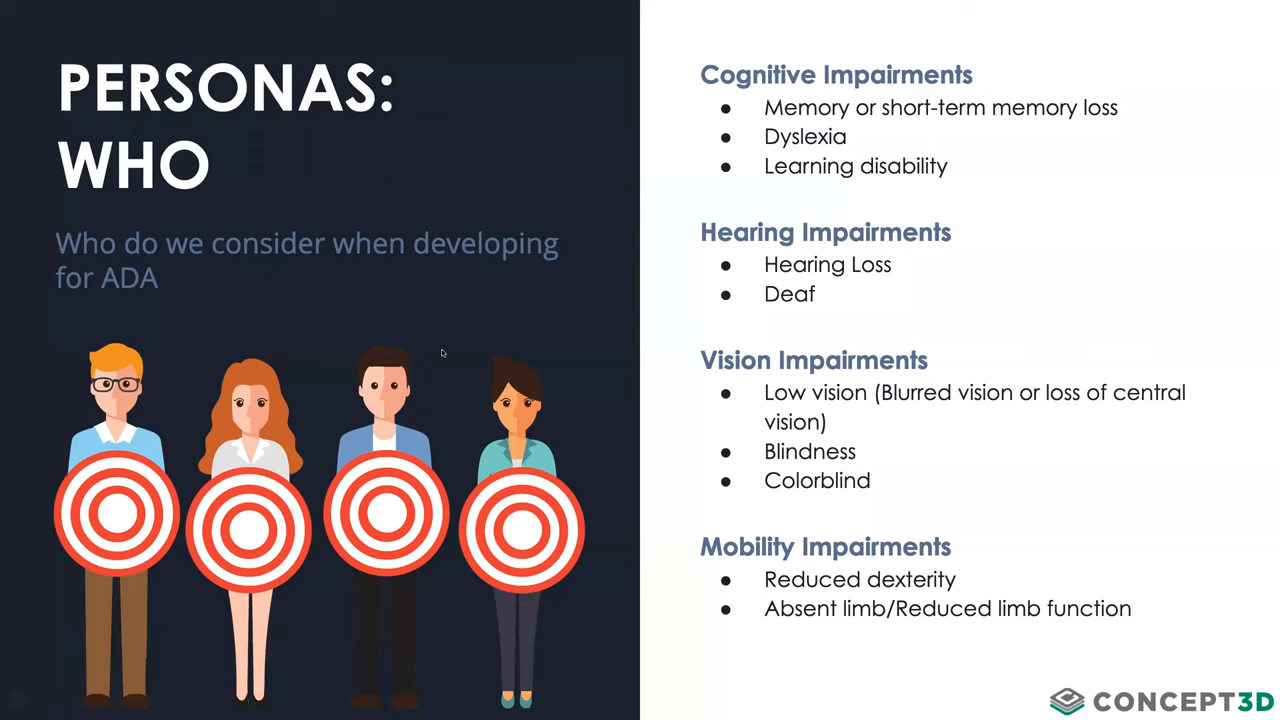 PERSONAS:
WHO
Who do we consider when developing
for ADA
Cognitive Impairments
● Memory or short-term memory loss
● Dyslexia
● Learning disability
Hearing Impairments
● Hearing Loss
● Deaf
Vision Impairments
● Low vision (Blurred vision or loss of central
vision)
● Blindness
● Colorblind
Mobility Impairments
● Reduced dexterity
● Absent limb/Reduced limb function
CONCEPT3D